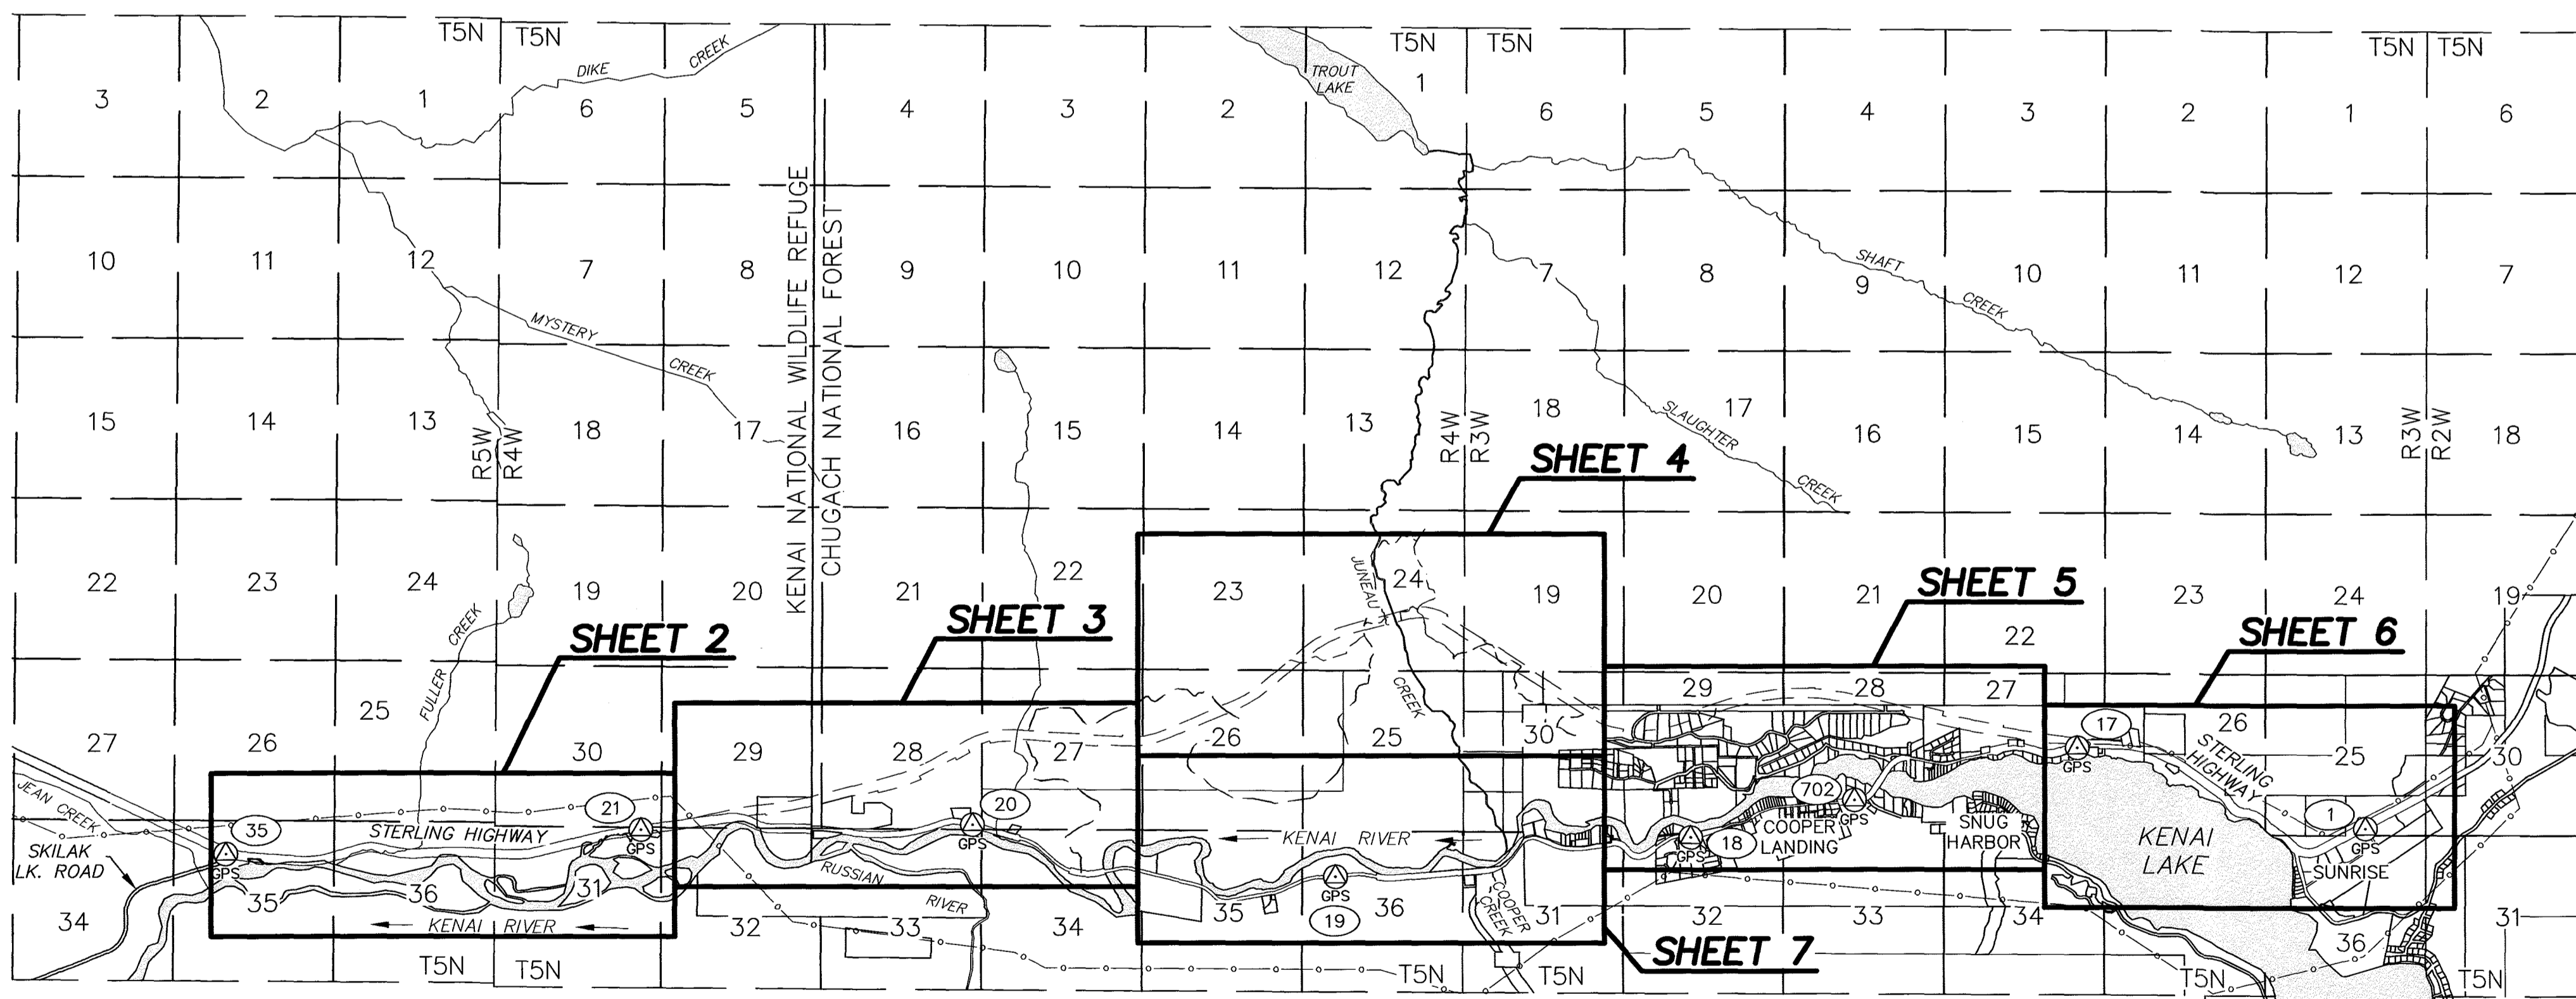 T5N T5N T5N T5N T5N T5N
DIKE CREEK
TROUT LAKE
3 2 1 6 5 4 3 2 1 6 5 4 3 2 1 6
KENAI NATIONAL WILDLIFE REFUGE
CHUGACH NATIONAL FOREST
10 11 12 7 8 9 10 11 12 7 8 9 10 11 12 7
SHAFT CREEK
MYSTERY CREEK
15 14 13 18 17 16 15 14 13 18 17 16 15 14 13 18
R5W R4W R4W R3W R3W R2W
SLAUGHTER CREEK
SHEET 4
22 23 24 19 20 21 22 23 24 19 20 21 22 23 24 19
JUNEAU CREEK
FULLER CREEK
SHEET 2
SHEET 3
SHEET 5
SHEET 6
27 26 25 30 29 28 27 26 25 30 29 28 27 26 25 30
JEAN CREEK
SKILAK
LK. ROAD
35 GPS
STERLING HIGHWAY
21 GPS
20 GPS
KENAI RIVER
19 GPS
702 GPS
18 GPS
COOPER
LANDING
SNUG
HARBOR
17 GPS
STERLING
HIGHWAY
1 GPS
SUNRISE
KENAI
LAKE
RUSSIAN RIVER
COOPER
CREEK
34 35 36 31 32 33 34 35 36 31 32 33 34 36 31
KENAI RIVER
SHEET 7
T5N T5N T5N T5N T5N T5N